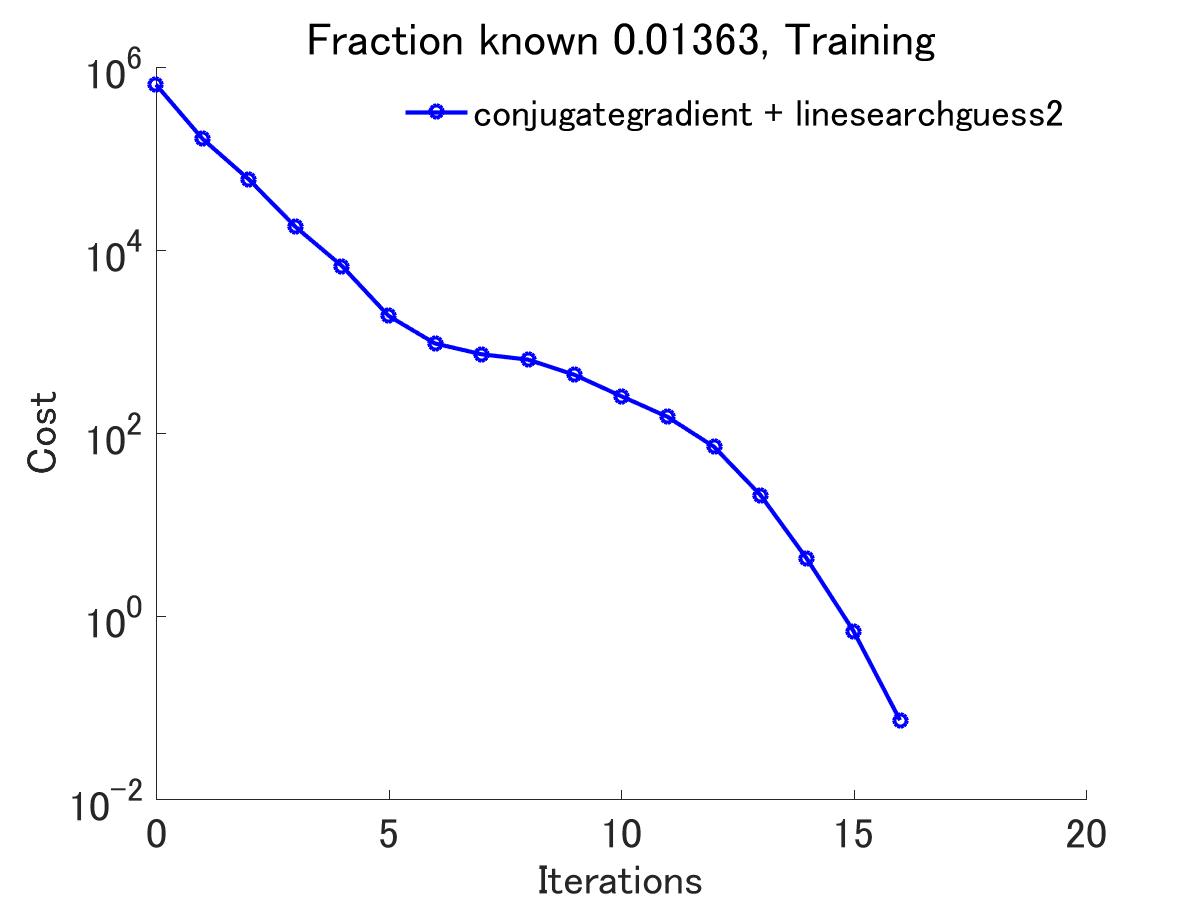 Fraction known 0.01363, Training
conjugategradient + linesearchguess2
10^6
10^4
10^2
10^0
10^-2
Cost
0 5 10 15 20
Iterations